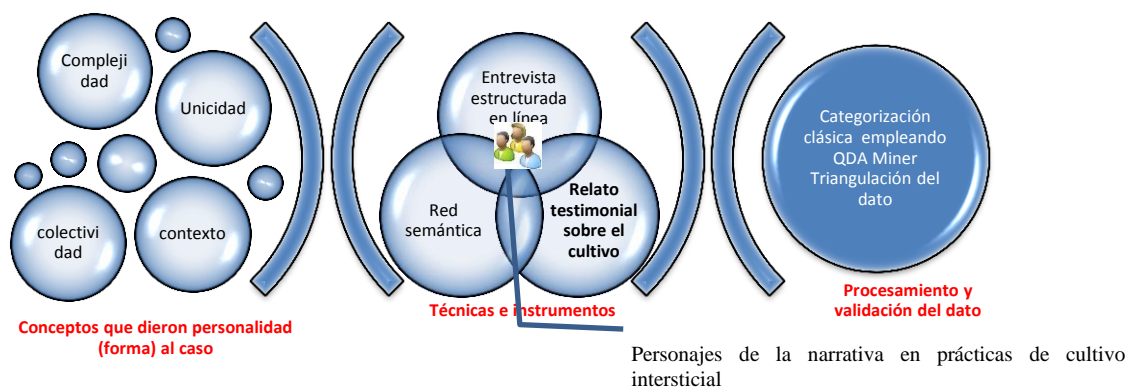 Compleji
dad
Unicidad
colectivi
dad
contexto
Conceptos que dieron personalidad
(forma) al caso
Entrevista
estructurada
en línea
Red
semántica
Relato
testimonial
sobre el
cultivo
Técnicas e instrumentos
Categorización
clásica empleando
QDA Miner
Triangulación del
dato
Procesamiento y
validación del dato
Personajes de la narrativa en prácticas de cultivo
intersticial